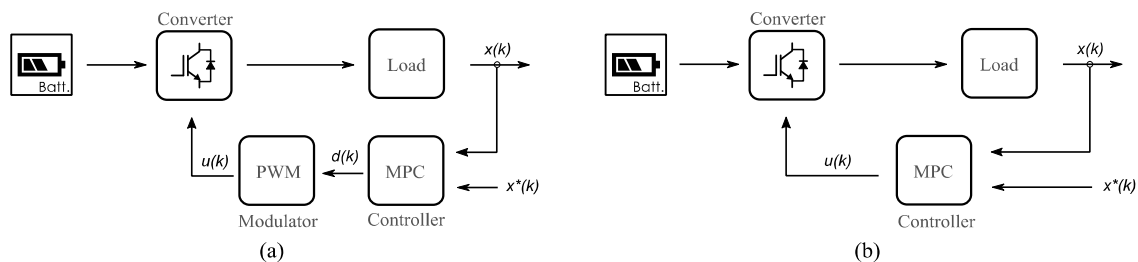 Converter
Batt.
Load
x(k)
u(k)
PWM
d(k)
MPC
x*(k)
Modulator
Controller
(a)
Converter
Batt.
Load
x(k)
u(k)
MPC
x*(k)
Controller
(b)